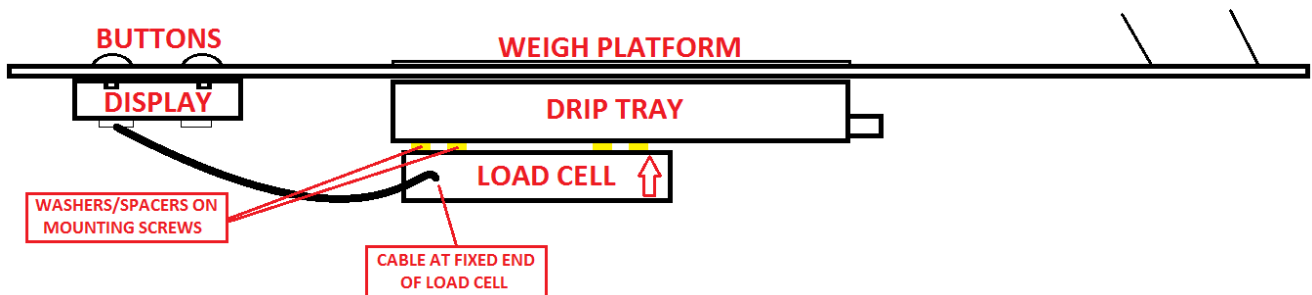 BUTTONS
WEIGH PLATFORM
DISPLAY
DRIP TRAY
LOAD CELL
WASHERS/SPACERS ON
MOUNTING SCREWS
CABLE AT FIXED END
OF LOAD CELL